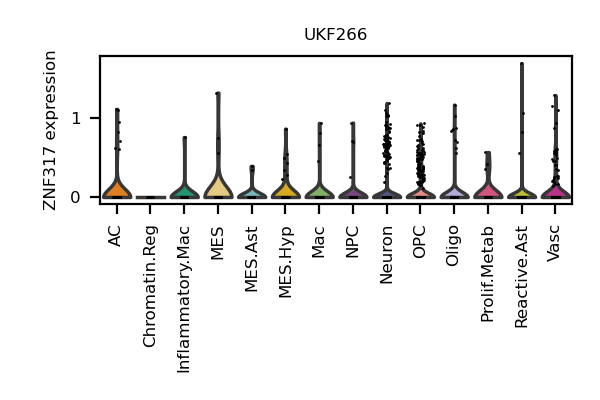 UKF266
ZNF317 expression
1
0
AC
Chromatin.Reg
Inflammatory.Mac
MES
MES.Ast
MES.Hyp
Mac
NPC
Neuron
OPC
Oligo
Prolif.Metab
Reactive.Ast
Vasc